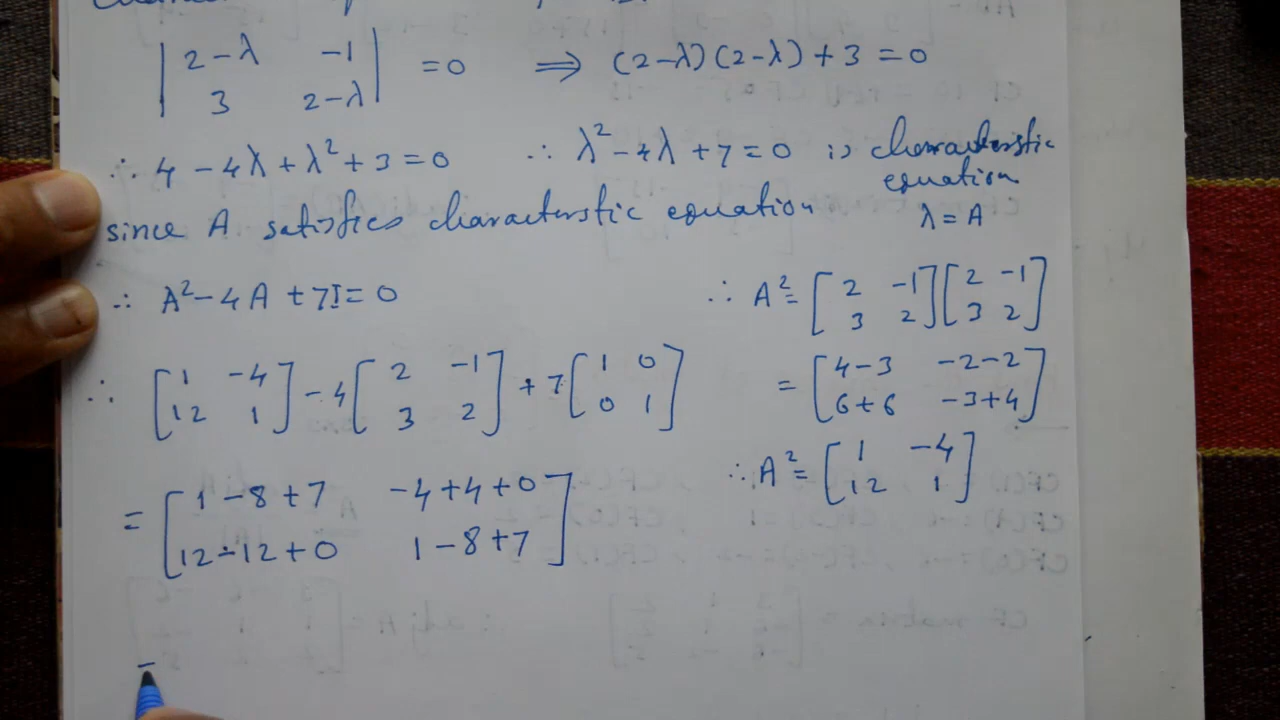 | 2-λ -1 | = 0 ⟹ (2-λ)(2-λ) + 3 = 0
| 3 2-λ |
∴ 4 - 4λ + λ² + 3 = 0 ∴ λ² - 4λ + 7 = 0 is characteristic
equation
since A satisfies characterstic equation. λ = A
∴ A² - 4A + 7I = 0
∴ [ 1 -4 ] - 4 [ 2 -1 ] + 7 [ 1 0 ]
[ 12 1 ] [ 3 2 ] [ 0 1 ]
= [ 1-8+7 -4+4+0 ]
[ 12-12+0 1-8+7 ]
∴ A² = [ 2 -1 ] [ 2 -1 ]
[ 3 2 ] [ 3 2 ]
= [ 4-3 -2-2 ]
[ 6+6 -3+4 ]
∴ A² = [ 1 -4 ]
[ 12 1 ]